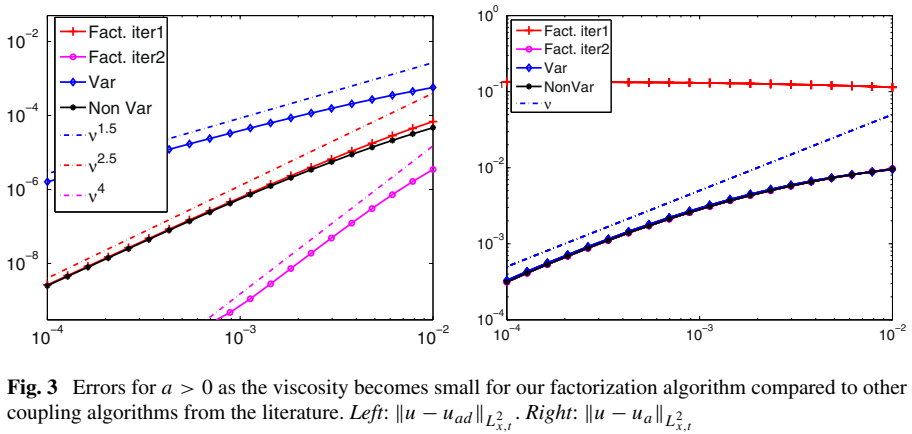 Fact. iter1
Fact. iter2
Var
Non Var
ν^1.5
ν^2.5
ν^4
10^-2
10^-4
10^-6
10^-8
10^-4
10^-3
10^-2
Fact. iter1
Fact. iter2
Var
NonVar
ν
10^0
10^-1
10^-2
10^-3
10^-4
10^-4
10^-3
10^-2
Fig. 3 Errors for a > 0 as the viscosity becomes small for our factorization algorithm compared to other
coupling algorithms from the literature. Left: ‖u − u_ad‖_{L²_{x,t}}. Right: ‖u − u_a‖_{L²_{x,t}}